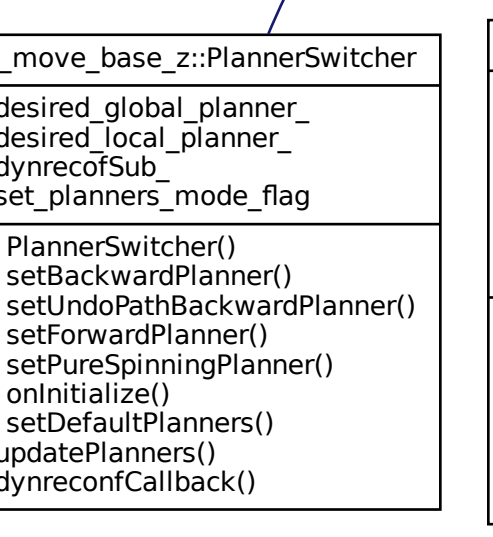 _move_base_z::PlannerSwitcher
desired_global_planner_
desired_local_planner_
dynrecofSub_
set_planners_mode_flag
PlannerSwitcher()
setBackwardPlanner()
setUndoPathBackwardPlanner()
setForwardPlanner()
setPureSpinningPlanner()
onInitialize()
setDefaultPlanners()
updatePlanners()
dynreconfCallback()